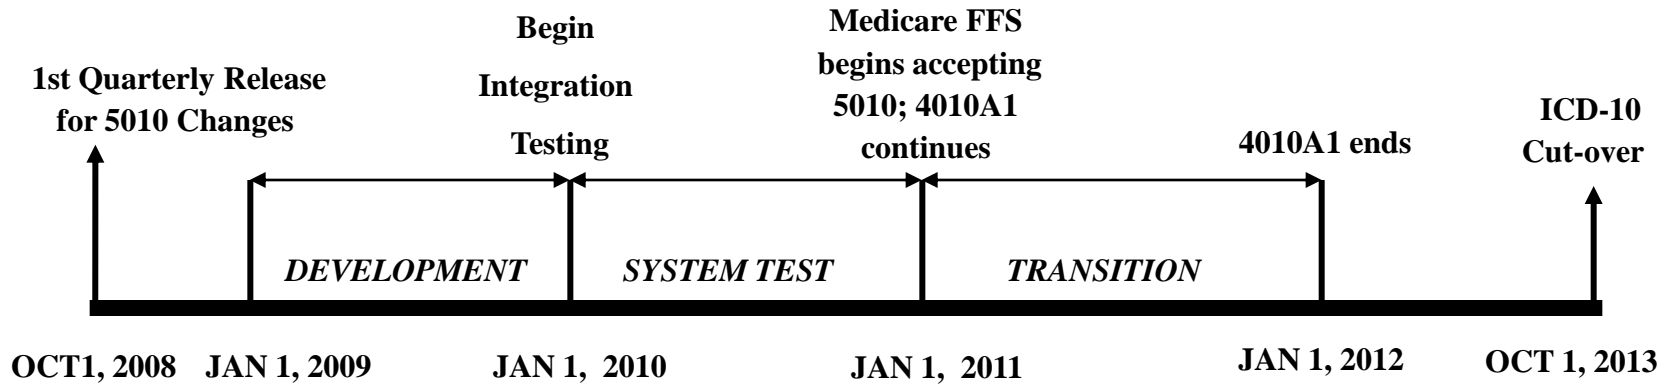 1st Quarterly Release
for 5010 Changes
Begin
Integration
Testing
Medicare FFS
begins accepting
5010; 4010A1
continues
4010A1 ends
ICD-10
Cut-over
DEVELOPMENT
SYSTEM TEST
TRANSITION
OCT1, 2008
JAN 1, 2009
JAN 1, 2010
JAN 1, 2011
JAN 1, 2012
OCT 1, 2013